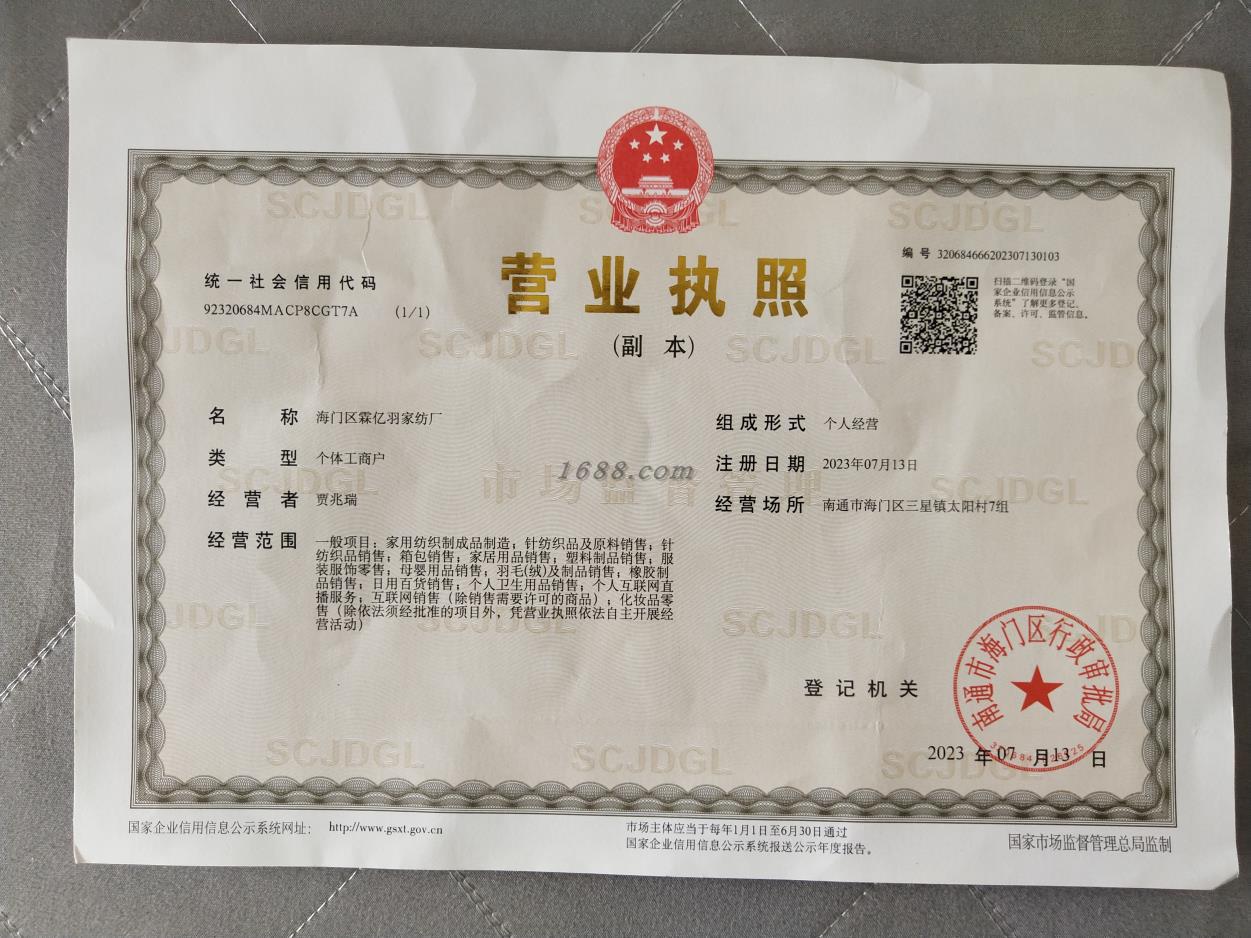 营业执照
(副 本)
编号 320684666202307130103
扫描二维码登录“国
家企业信用信息公示
系统”了解更多登记、
备案、许可、监管信息。
统一社会信用代码
92320684MACP8CGT7A (1/1)
名称 海门区霖亿羽家纺厂
类型 个体工商户
经营者 贾兆瑞
经营范围 一般项目：家用纺织制成品制造；针纺织品及原料销售；针
纺织品销售；箱包销售；家居用品销售；塑料制品销售；服
装服饰零售；母婴用品销售；羽毛(绒)及制品销售；橡胶制
品销售；日用百货销售；个人卫生用品销售；个人互联网直
播服务；互联网销售（除销售需要许可的商品）；化妆品零
售（除依法须经批准的项目外，凭营业执照依法自主开展经
营活动）
组成形式 个人经营
注册日期 2023年07月13日
经营场所 南通市海门区三星镇太阳村7组
1688.com
市场监督管理
SCJDGL
登记机关
南通市海门区行政审批局
2023 年 07 月 13 日
国家企业信用信息公示系统网址： http://www.gsxt.gov.cn
市场主体应当于每年1月1日至6月30日通过
国家企业信用信息公示系统报送公示年度报告。
国家市场监督管理总局监制